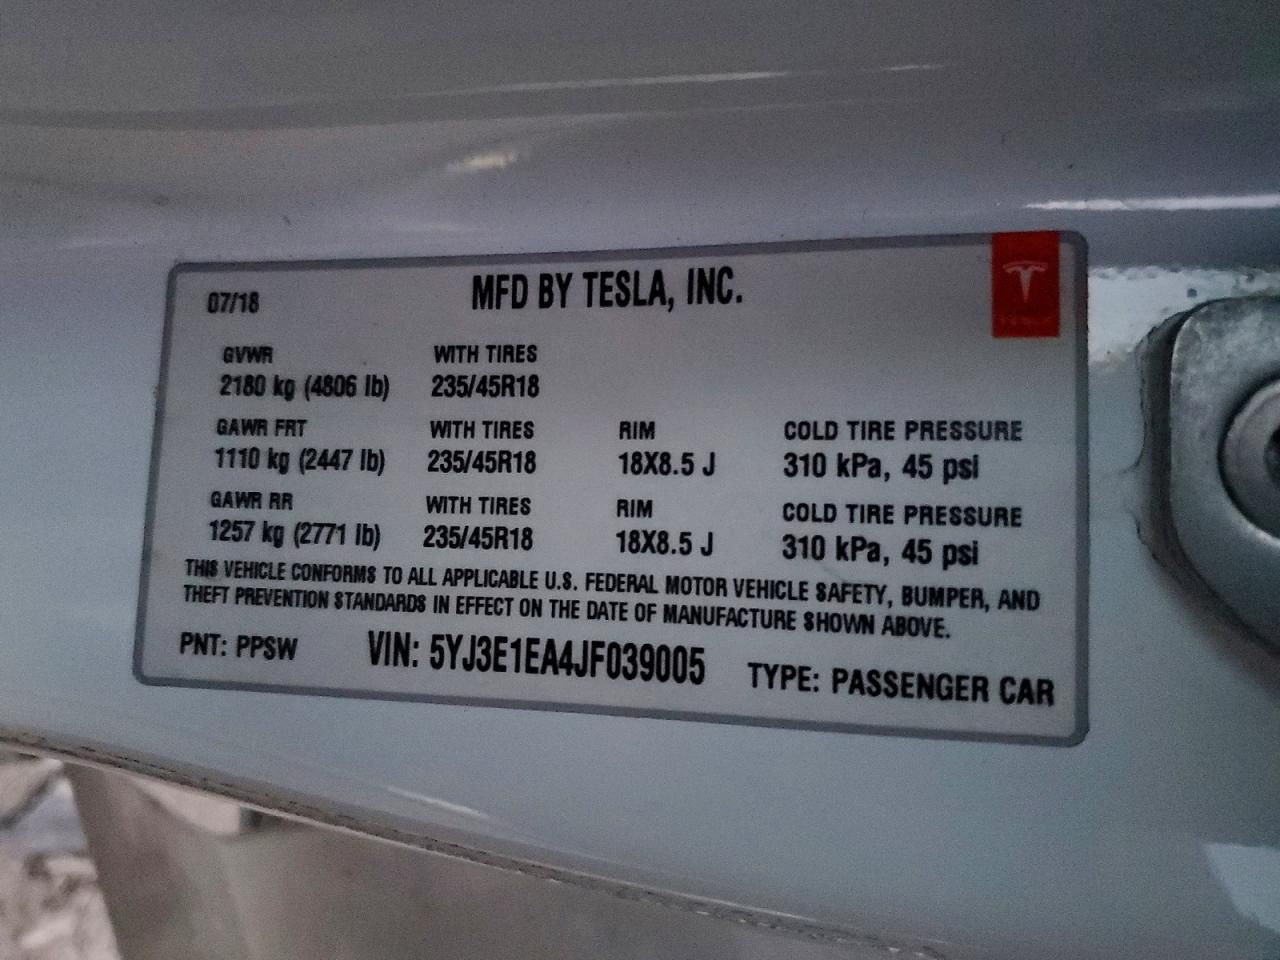 07/18
MFD BY TESLA, INC.
GVWR WITH TIRES
2180 kg (4806 lb) 235/45R18
GAWR FRT WITH TIRES RIM COLD TIRE PRESSURE
1110 kg (2447 lb) 235/45R18 18X8.5 J 310 kPa, 45 psi
GAWR RR WITH TIRES RIM COLD TIRE PRESSURE
1257 kg (2771 lb) 235/45R18 18X8.5 J 310 kPa, 45 psi
THIS VEHICLE CONFORMS TO ALL APPLICABLE U.S. FEDERAL MOTOR VEHICLE SAFETY, BUMPER, AND
THEFT PREVENTION STANDARDS IN EFFECT ON THE DATE OF MANUFACTURE SHOWN ABOVE.
PNT: PPSW VIN: 5YJ3E1EA4JF039005 TYPE: PASSENGER CAR